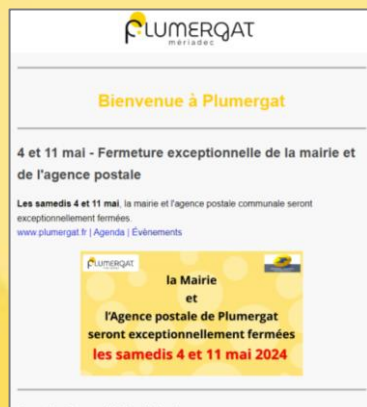 PLUMERGAT
mériadec
Bienvenue à Plumergat
4 et 11 mai - Fermeture exceptionnelle de la mairie et
de l'agence postale
Les samedis 4 et 11 mai, la mairie et l'agence postale communale seront
exceptionnellement fermées.
www.plumergat.fr | Agenda | Évènements
PLUMERGAT
la Mairie
et
l'Agence postale de Plumergat
seront exceptionnellement fermées
les samedis 4 et 11 mai 2024